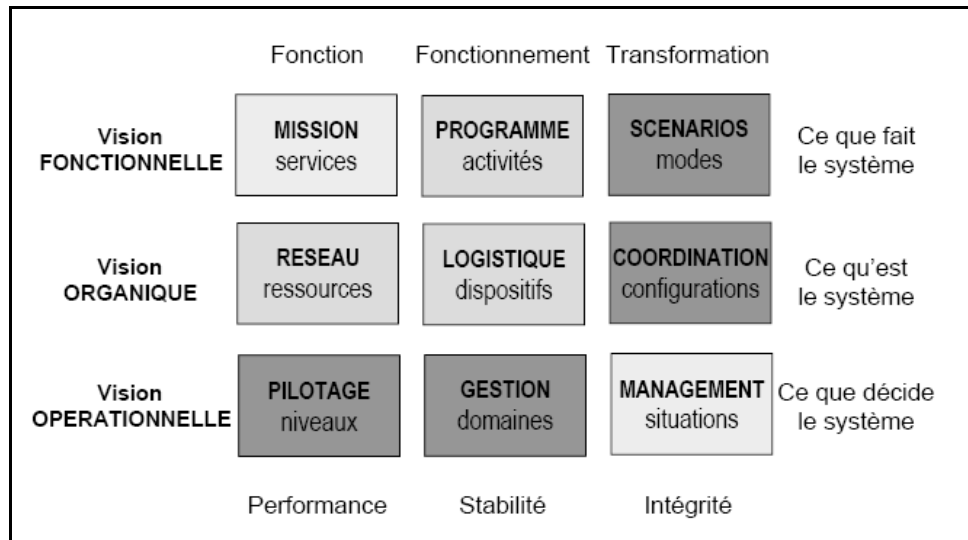 Fonction Fonctionnement Transformation
Vision MISSION PROGRAMME SCENARIOS Ce que fait
FONCTIONNELLE services activités modes le système
Vision RESEAU LOGISTIQUE COORDINATION Ce qu'est
ORGANIQUE ressources dispositifs configurations le système
Vision PILOTAGE GESTION MANAGEMENT Ce que décide
OPERATIONNELLE niveaux domaines situations le système
Performance Stabilité Intégrité